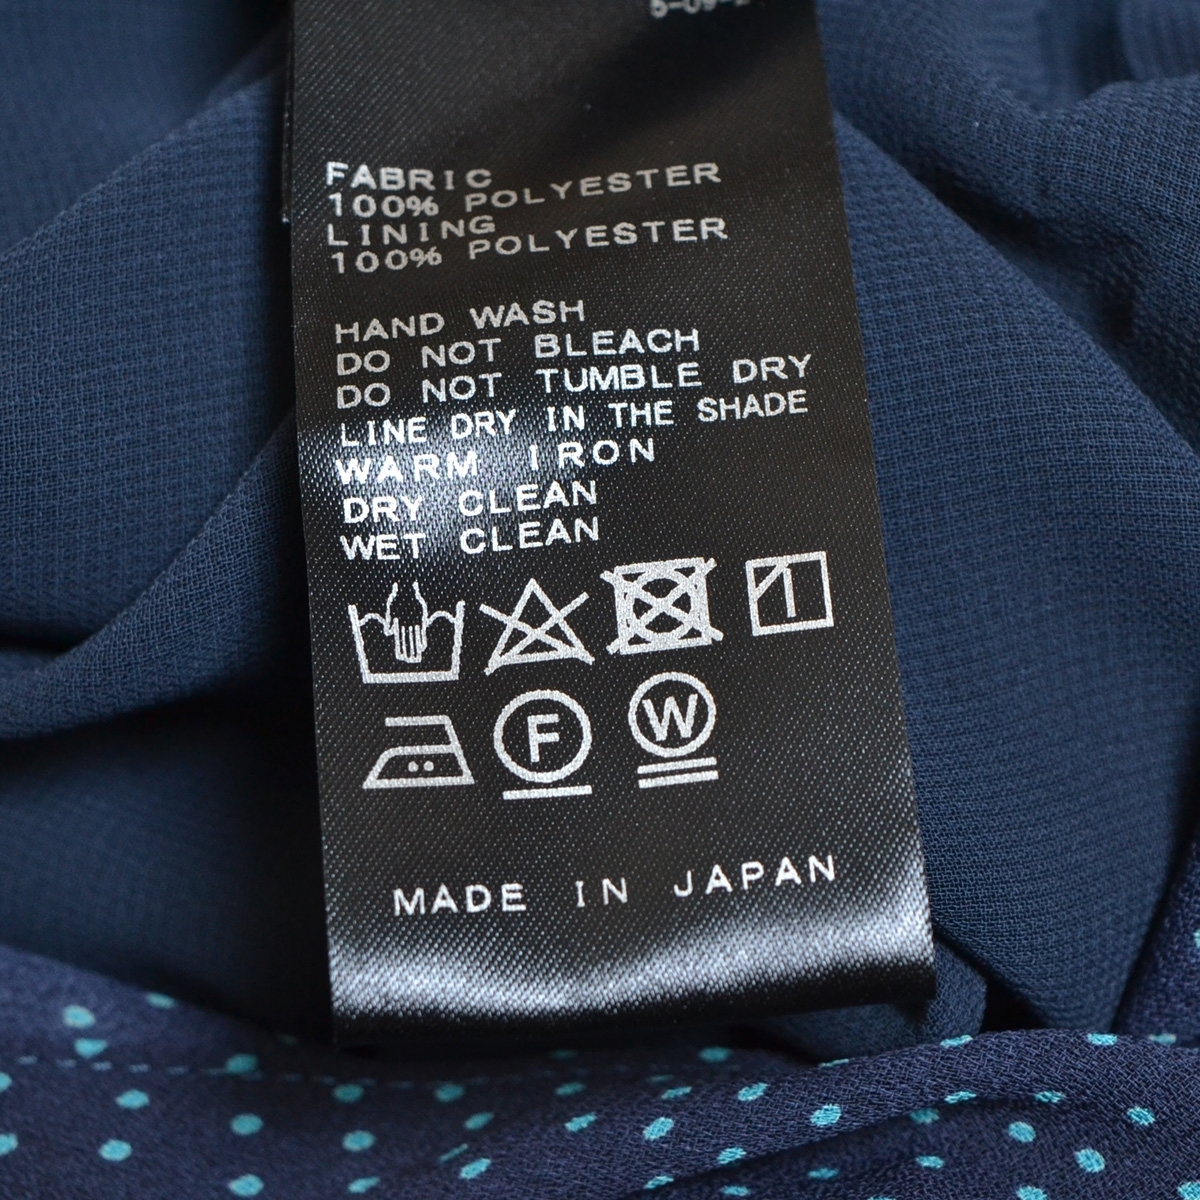 FABRIC
100% POLYESTER
LINING
100% POLYESTER
HAND WASH
DO NOT BLEACH
DO NOT TUMBLE DRY
LINE DRY IN THE SHADE
WARM IRON
DRY CLEAN
WET CLEAN
F W
MADE IN JAPAN